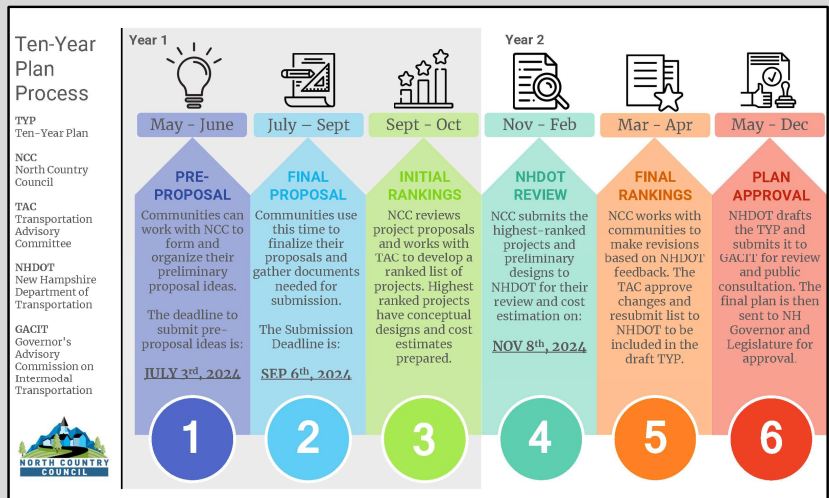 Ten-Year
Plan
Process
TYP
Ten-Year Plan
NCC
North Country
Council
TAC
Transportation
Advisory
Committee
NHDOT
New Hampshire
Department of
Transportation
GACIT
Governor's
Advisory
Commission on
Intermodal
Transportation
NORTH COUNTRY
COUNCIL
Year 1
May - June
PRE-
PROPOSAL
Communities can
work with NCC to
form and
organize their
preliminary
proposal ideas.
The deadline to
submit pre-
proposal ideas is:
JULY 3rd, 2024
1
July – Sept
FINAL
PROPOSAL
Communities use
this time to
finalize their
proposals and
gather documents
needed for
submission.
The Submission
Deadline is:
SEP 6th, 2024
2
Sept - Oct
INITIAL
RANKINGS
NCC reviews
project proposals
and works with
TAC to develop a
ranked list of
projects. Highest
ranked projects
have conceptual
designs and cost
estimates
prepared.
3
Year 2
Nov - Feb
NHDOT
REVIEW
NCC submits the
highest-ranked
projects and
preliminary
designs to
NHDOT for their
review and cost
estimation on:
NOV 8th, 2024
4
Mar - Apr
FINAL
RANKINGS
NCC works with
communities to
make revisions
based on NHDOT
feedback. The
TAC approve
changes and
resubmit list to
NHDOT to be
included in the
draft TYP.
5
May - Dec
PLAN
APPROVAL
NHDOT drafts
the TYP and
submits it to
GACIT for review
and public
consultation. The
final plan is then
sent to NH
Governor and
Legislature for
approval.
6